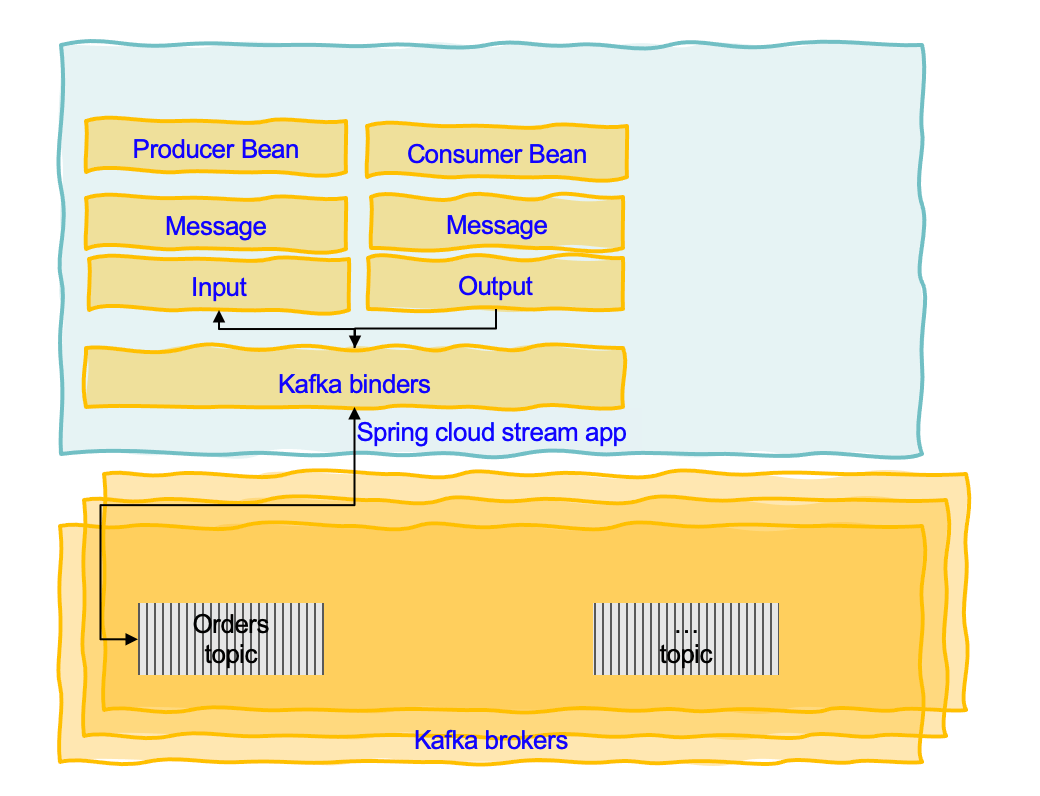 Producer Bean
Consumer Bean
Message
Message
Input
Output
Kafka binders
Spring cloud stream app
Orders
topic
...
topic
Kafka brokers